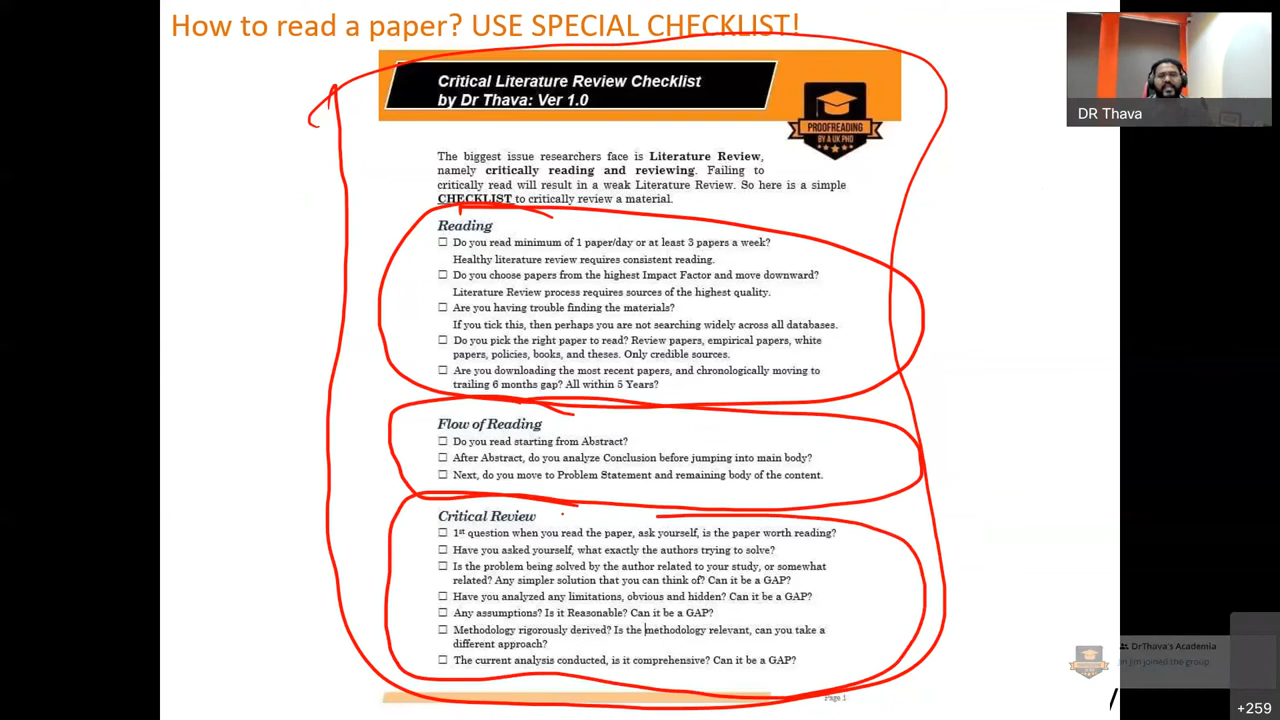 How to read a paper? USE SPECIAL CHECKLIST!
Critical Literature Review Checklist
by Dr Thava: Ver 1.0
PROOFREADING
BY A UK PHD
DR Thava
The biggest issue researchers face is Literature Review,
namely critically reading and reviewing. Failing to
critically read will result in a weak Literature Review. So here is a simple
CHECKLIST to critically review a material.
Reading
☐ Do you read minimum of 1 paper/day or at least 3 papers a week?
Healthy literature review requires consistent reading.
☐ Do you choose papers from the highest Impact Factor and move downward?
Literature Review process requires sources of the highest quality.
☐ Are you having trouble finding the materials?
If you tick this, then perhaps you are not searching widely across all databases.
☐ Do you pick the right paper to read? Review papers, empirical papers, white
papers, policies, books, and theses. Only credible sources.
☐ Are you downloading the most recent papers, and chronologically moving to
trailing 6 months gap? All within 5 Years?
Flow of Reading
☐ Do you read starting from Abstract?
☐ After Abstract, do you analyze Conclusion before jumping into main body?
☐ Next, do you move to Problem Statement and remaining body of the content.
Critical Review
☐ 1st question when you read the paper, ask yourself, is the paper worth reading?
☐ Have you asked yourself, what exactly the authors trying to solve?
☐ Is the problem being solved by the author related to your study, or somewhat
related? Any simpler solution that you can think of? Can it be a GAP?
☐ Have you analyzed any limitations, obvious and hidden? Can it be a GAP?
☐ Any assumptions? Is it Reasonable? Can it be a GAP?
☐ Methodology rigorously derived? Is the methodology relevant, can you take a
different approach?
☐ The current analysis conducted, is it comprehensive? Can it be a GAP?
Page 1
DrThava's Academia
joined the group
+259